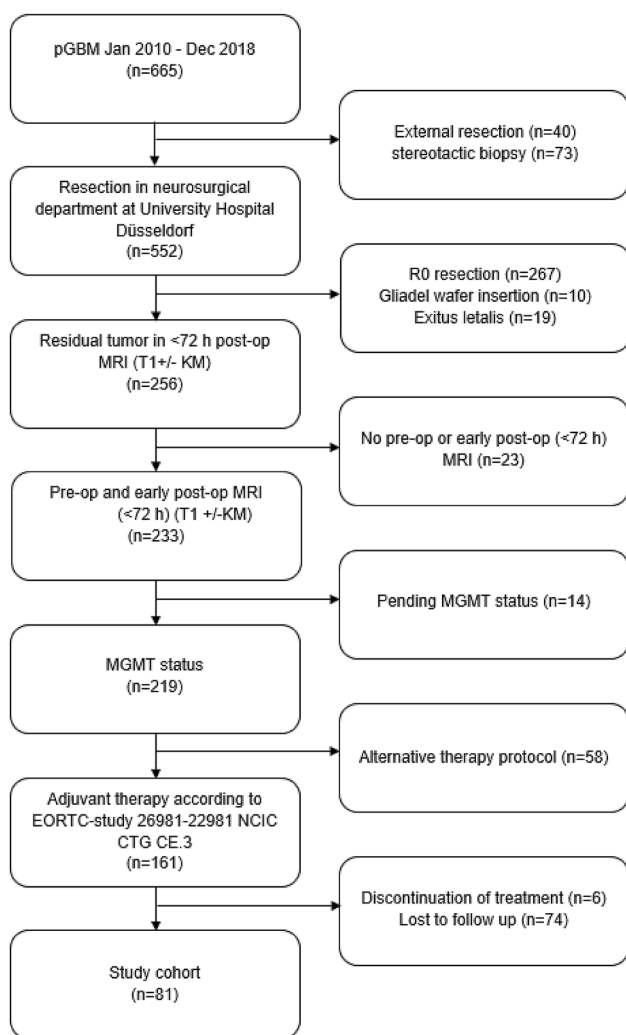 pGBM Jan 2010 - Dec 2018
(n=665)
External resection (n=40)
stereotactic biopsy (n=73)
Resection in neurosurgical
department at University Hospital
Düsseldorf
(n=552)
R0 resection (n=267)
Gliadel wafer insertion (n=10)
Exitus letalis (n=19)
Residual tumor in <72 h post-op
MRI (T1+/- KM)
(n=256)
No pre-op or early post-op (<72 h)
MRI (n=23)
Pre-op and early post-op MRI
(<72 h) (T1 +/-KM)
(n=233)
Pending MGMT status (n=14)
MGMT status
(n=219)
Alternative therapy protocol (n=58)
Adjuvant therapy according to
EORTC-study 26981-22981 NCIC
CTG CE.3
(n=161)
Discontinuation of treatment (n=6)
Lost to follow up (n=74)
Study cohort
(n=81)